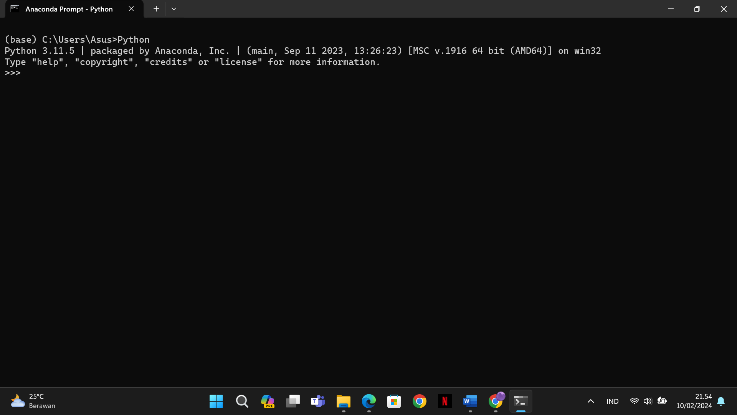 Anaconda Prompt - Python
(base) C:\Users\Asus>Python
Python 3.11.5 | packaged by Anaconda, Inc. | (main, Sep 11 2023, 13:26:23) [MSC v.1916 64 bit (AMD64)] on win32
Type "help", "copyright", "credits" or "license" for more information.
>>>
25°C
Berawan
IND
21.54
10/02/2024